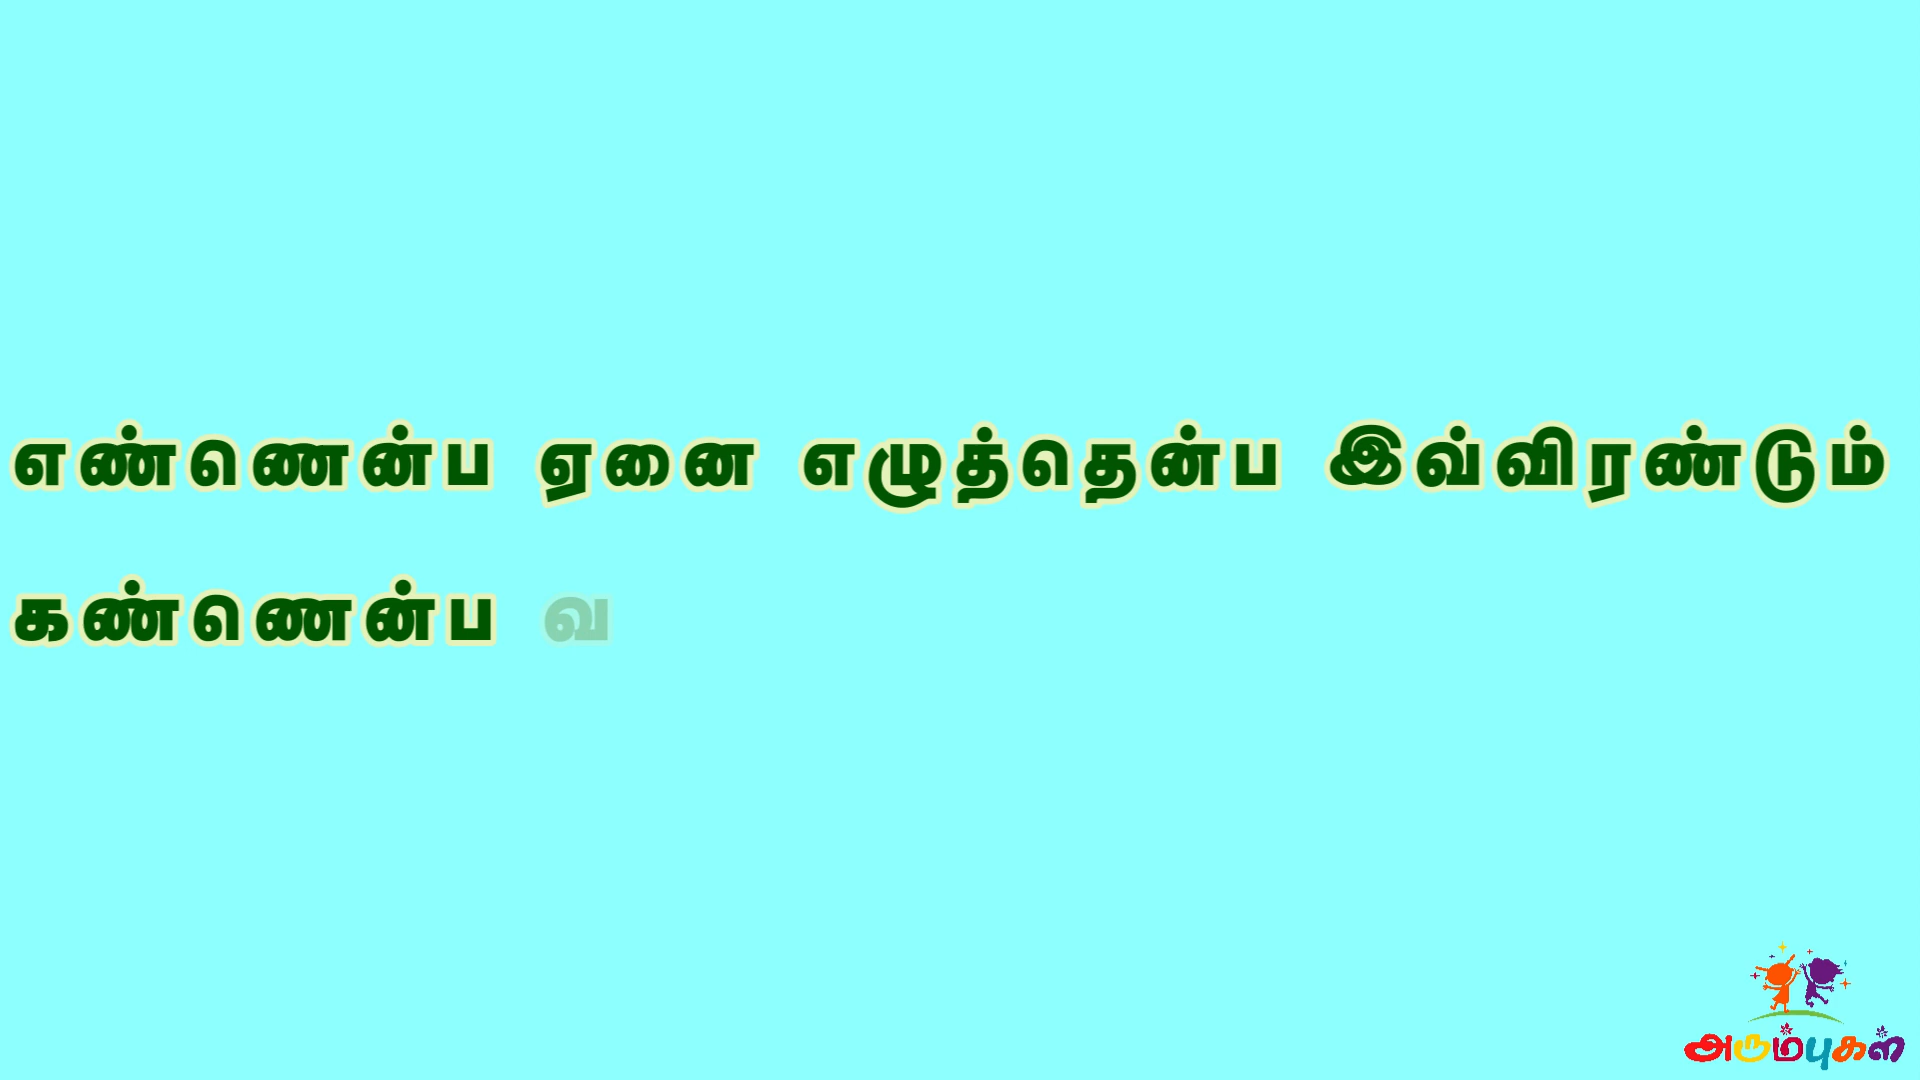 எண்ணென்ப ஏனை எழுத்தென்ப இவ்விரண்டும்
கண்ணென்ப வ
அரும்புகள்